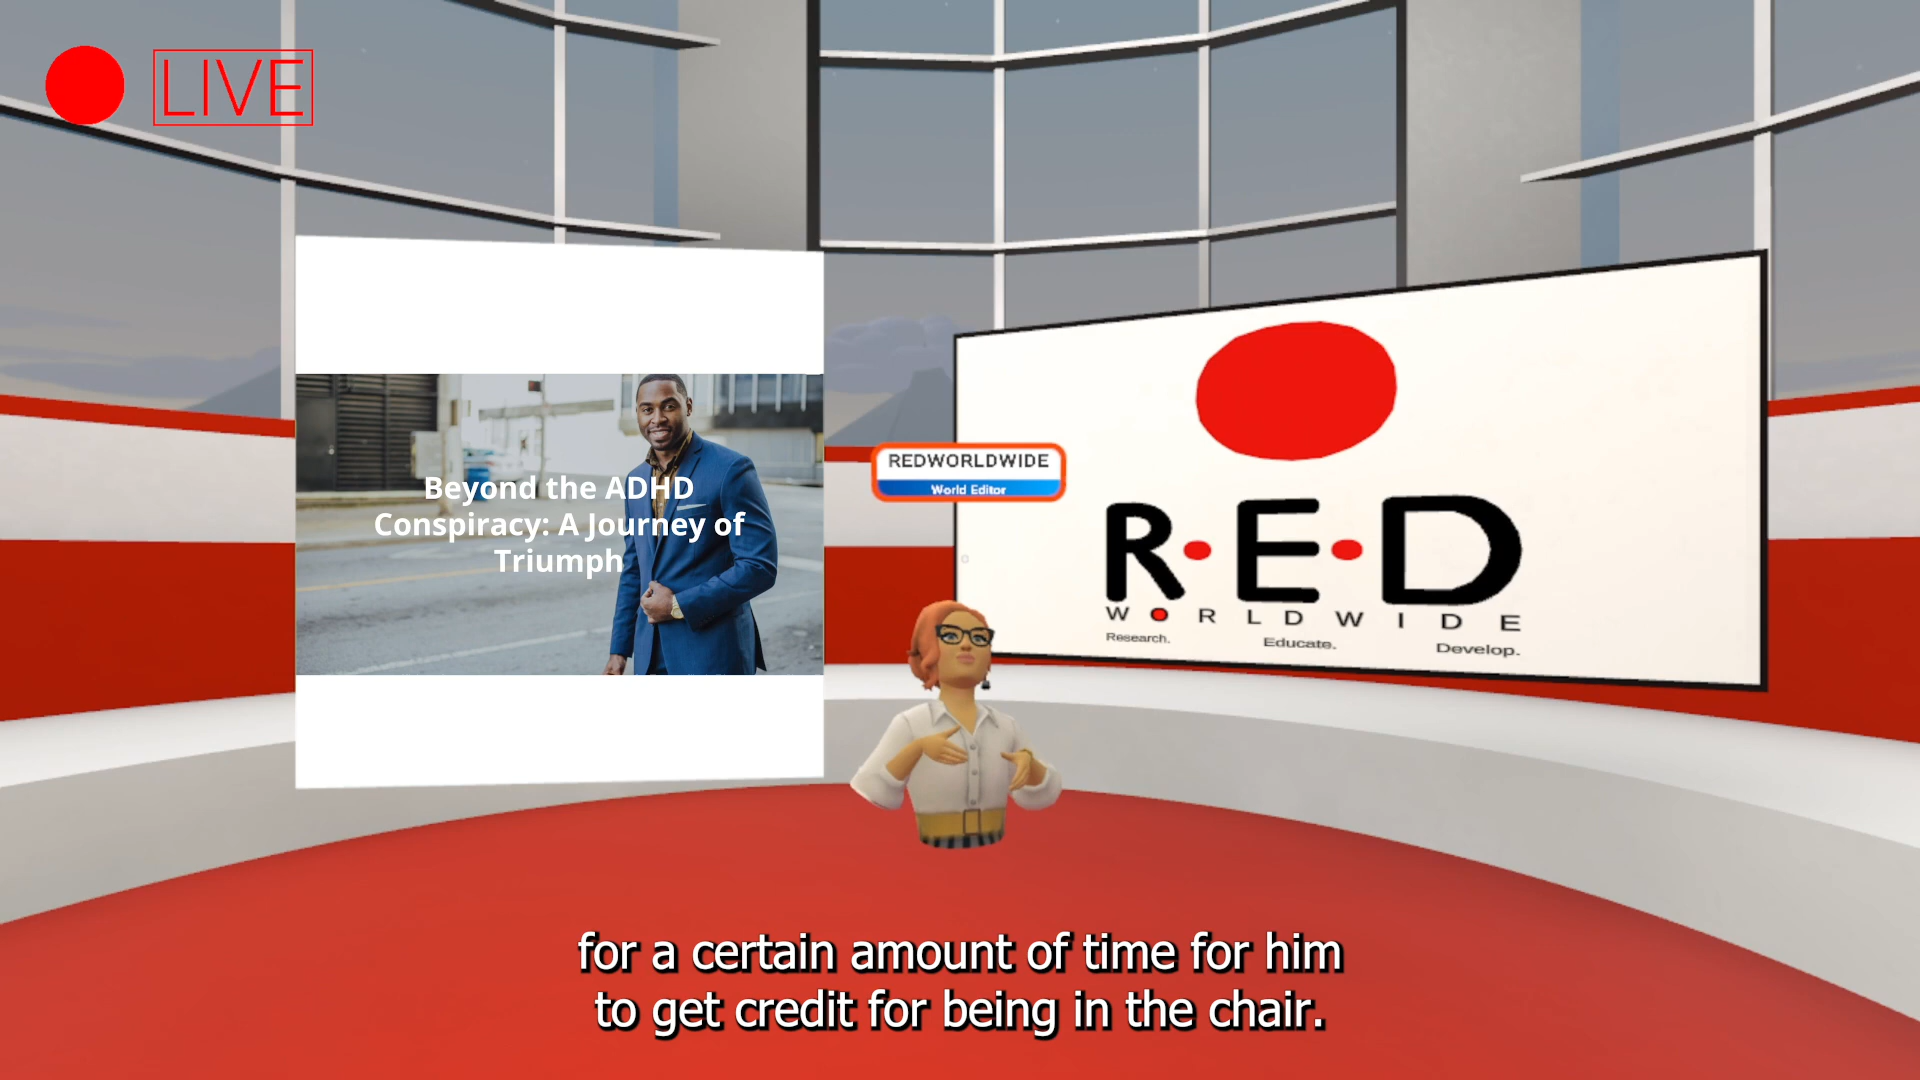 LIVE
Beyond the ADHD
Conspiracy: A Journey of
Triumph
REDWORLDWIDE
World Editor
R•E•D
W•RLDWIDE
Research. Educate. Develop.
for a certain amount of time for him
to get credit for being in the chair.